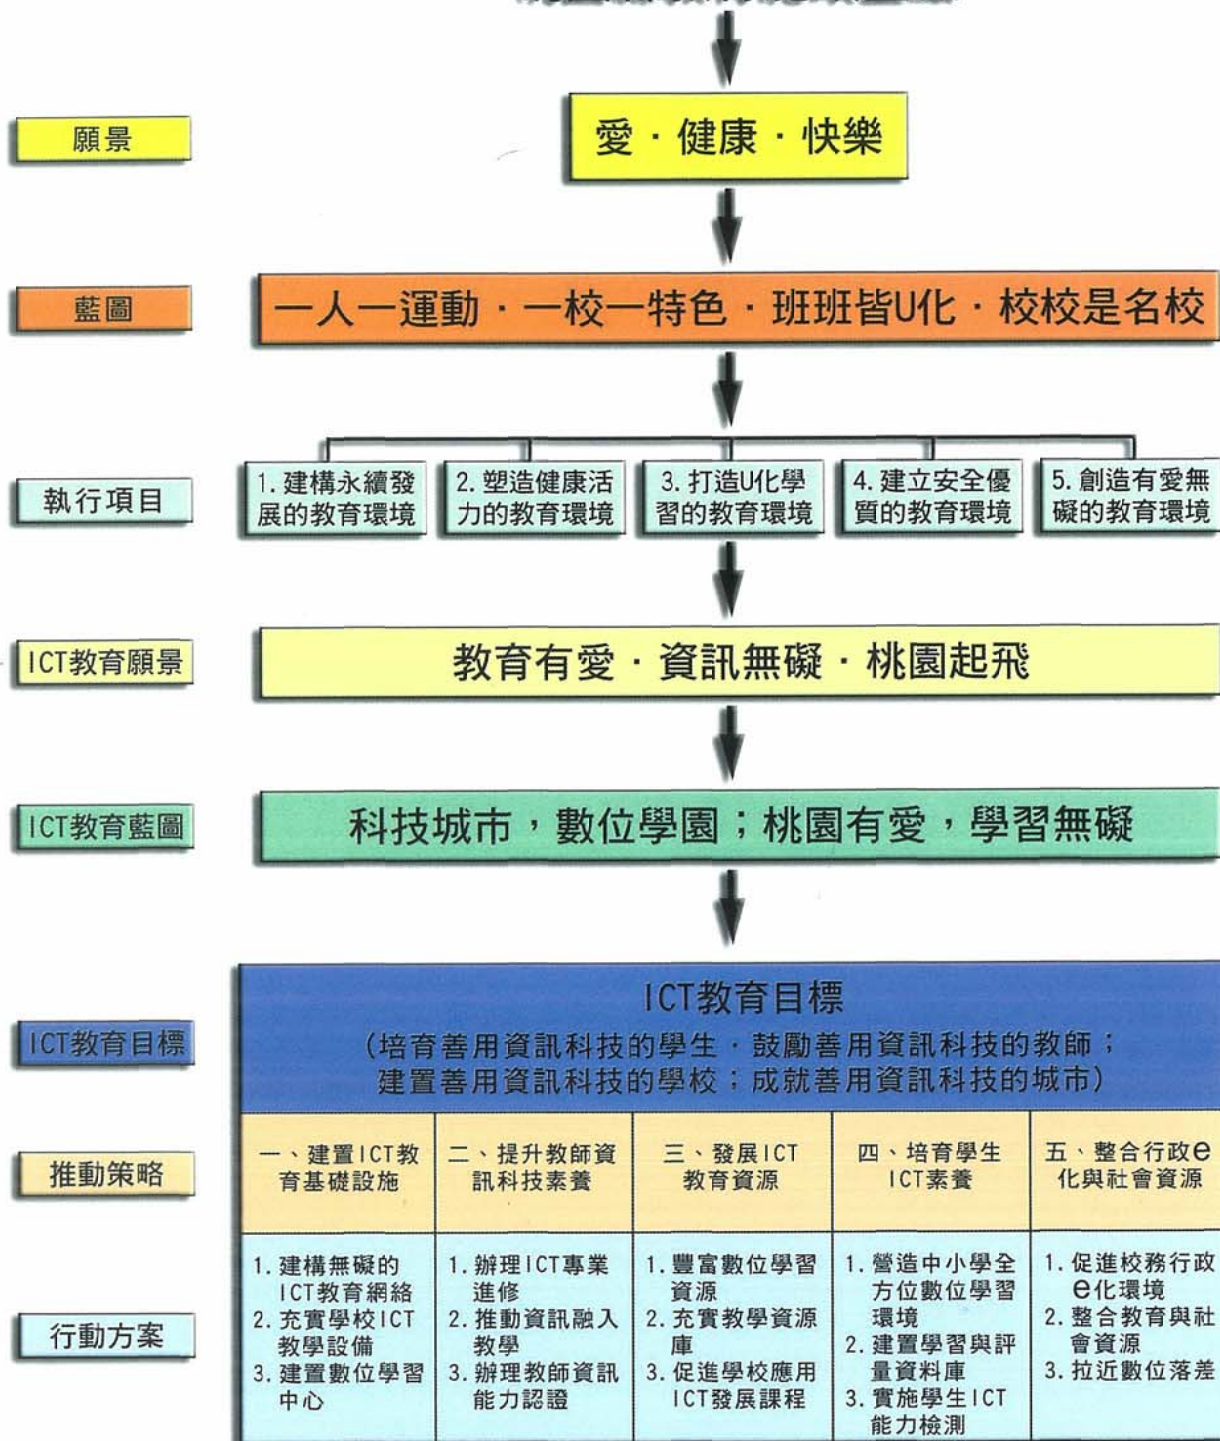 願景
愛．健康．快樂
藍圖
一人一運動．一校一特色．班班皆U化．校校是名校
執行項目
1. 建構永續發
展的教育環境
2. 塑造健康活
力的教育環境
3. 打造U化學
習的教育環境
4. 建立安全優
質的教育環境
5. 創造有愛無
礙的教育環境
ICT教育願景
教育有愛．資訊無礙．桃園起飛
ICT教育藍圖
科技城市，數位學園；桃園有愛，學習無礙
ICT教育目標
ICT教育目標
(培育善用資訊科技的學生．鼓勵善用資訊科技的教師；
建置善用資訊科技的學校；成就善用資訊科技的城市)
推動策略
一、建置ICT教
育基礎設施
二、提升教師資
訊科技素養
三、發展ICT
教育資源
四、培育學生
ICT素養
五、整合行政e
化與社會資源
行動方案
1. 建構無礙的
ICT教育網絡
2. 充實學校ICT
教學設備
3. 建置數位學習
中心
1. 辦理ICT專業
進修
2. 推動資訊融入
教學
3. 辦理教師資訊
能力認證
1. 豐富數位學習
資源
2. 充實教學資源
庫
3. 促進學校應用
ICT發展課程
1. 營造中小學全
方位數位學習
環境
2. 建置學習與評
量資料庫
3. 實施學生ICT
能力檢測
1. 促進校務行政
e化環境
2. 整合教育與社
會資源
3. 拉近數位落差